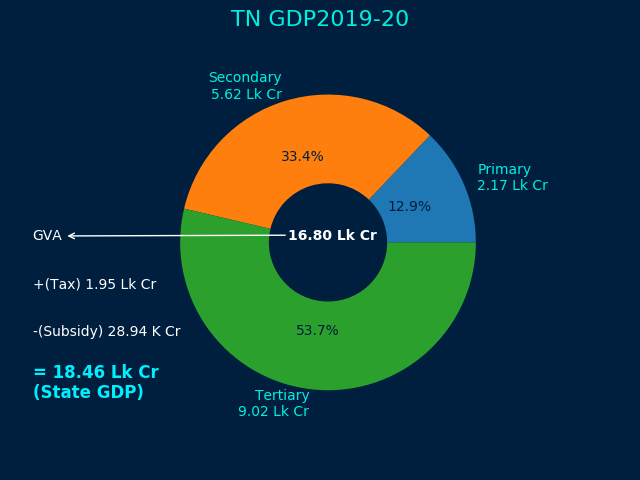 TN GDP2019-20
Secondary
5.62 Lk Cr
33.4%
Primary
2.17 Lk Cr
12.9%
GVA
16.80 Lk Cr
+(Tax) 1.95 Lk Cr
-(Subsidy) 28.94 K Cr
53.7%
= 18.46 Lk Cr
(State GDP)
Tertiary
9.02 Lk Cr